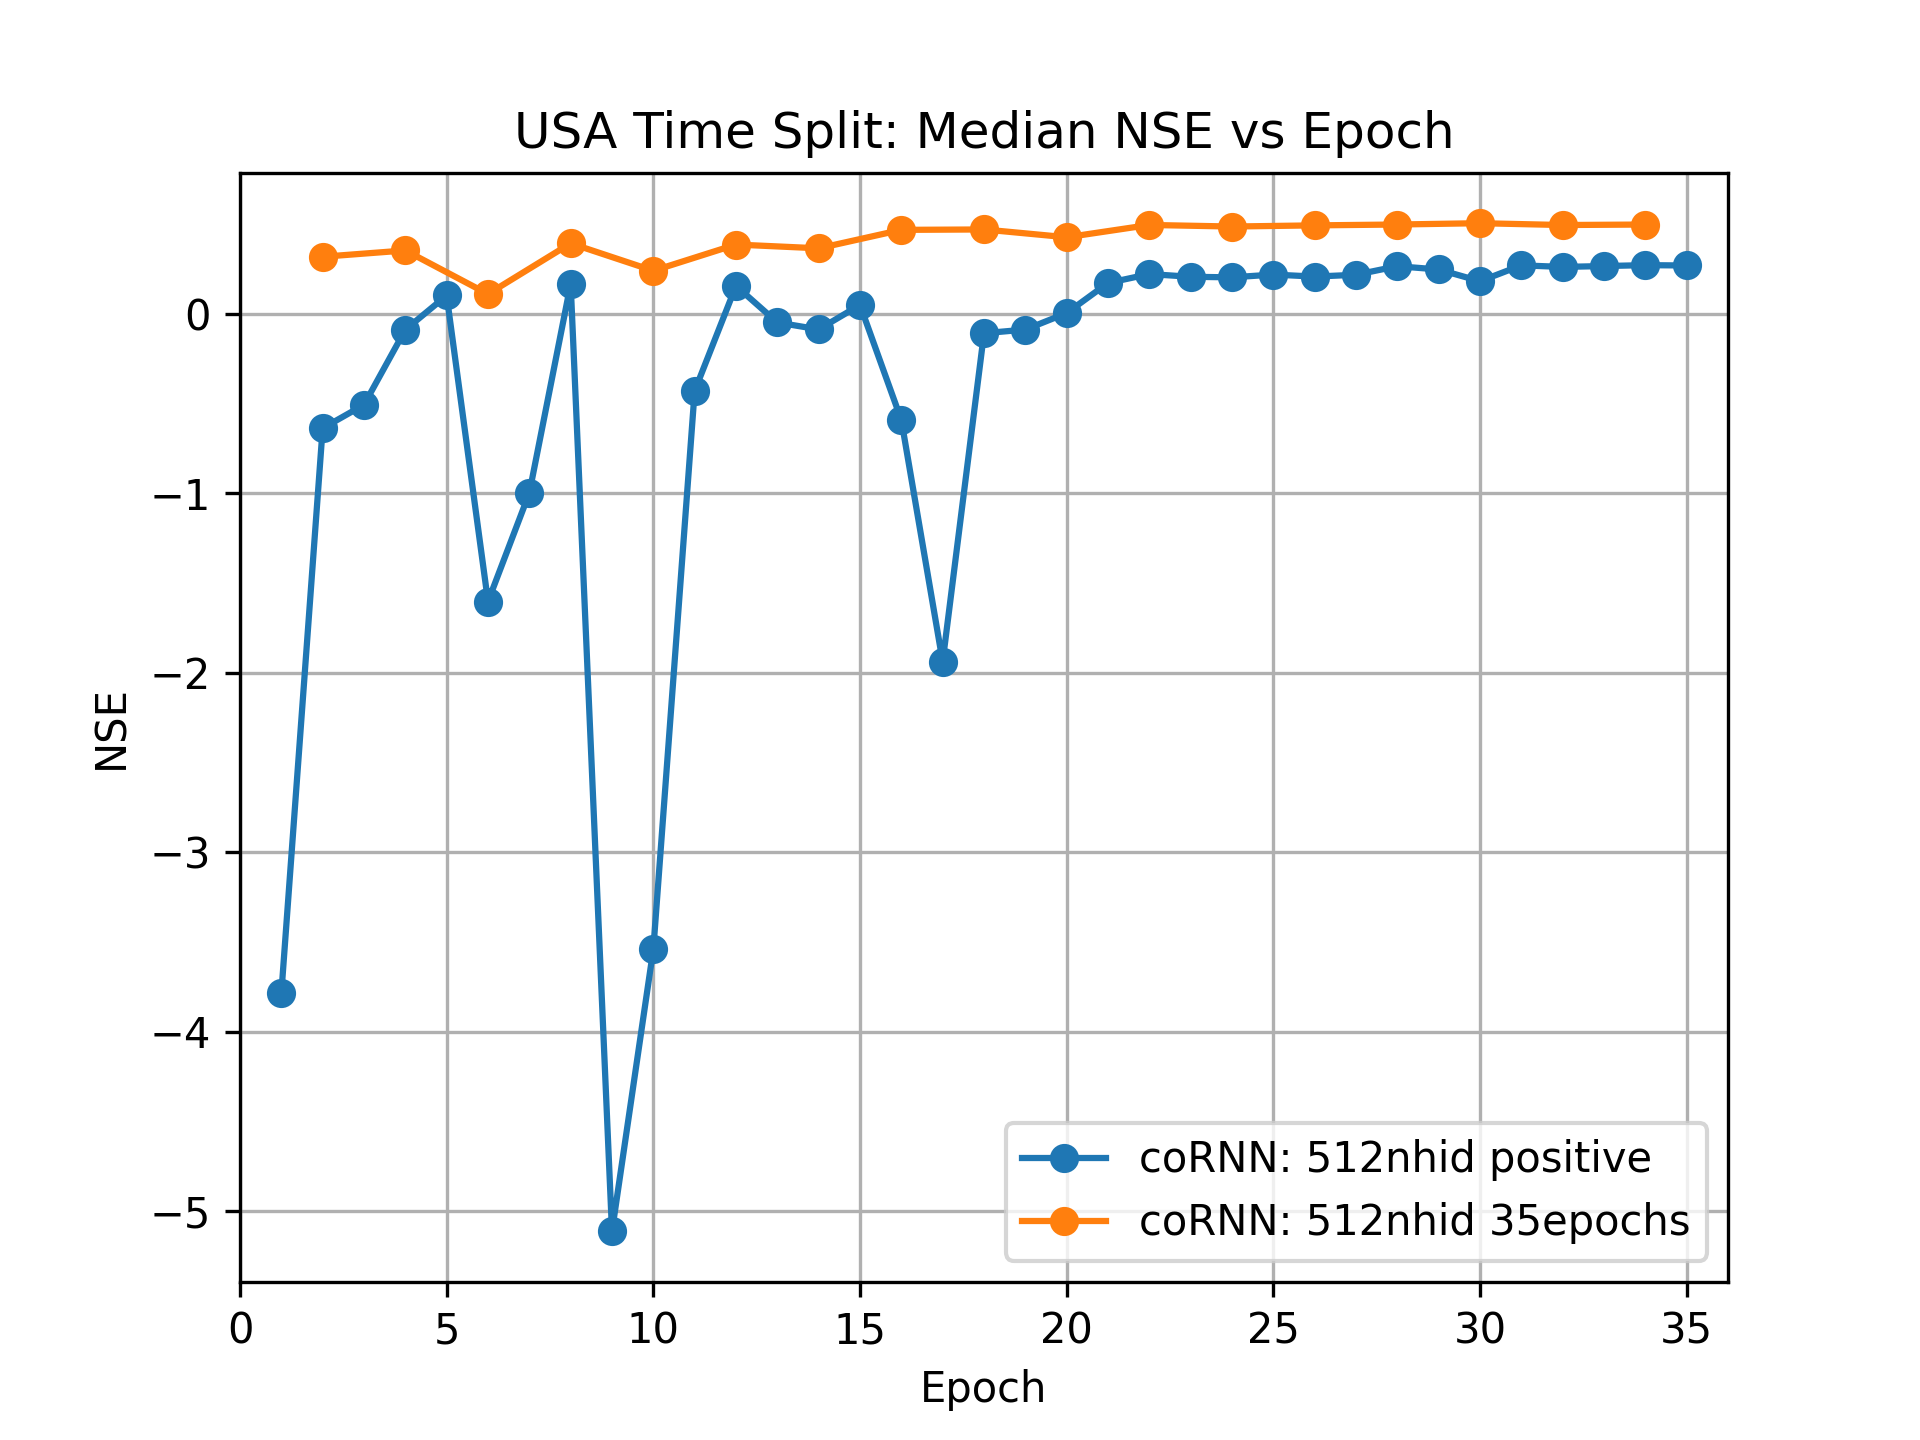 USA Time Split: Median NSE vs Epoch
NSE
0
−1
−2
−3
−4
−5
coRNN: 512nhid positive
coRNN: 512nhid 35epochs
0 5 10 15 20 25 30 35
Epoch